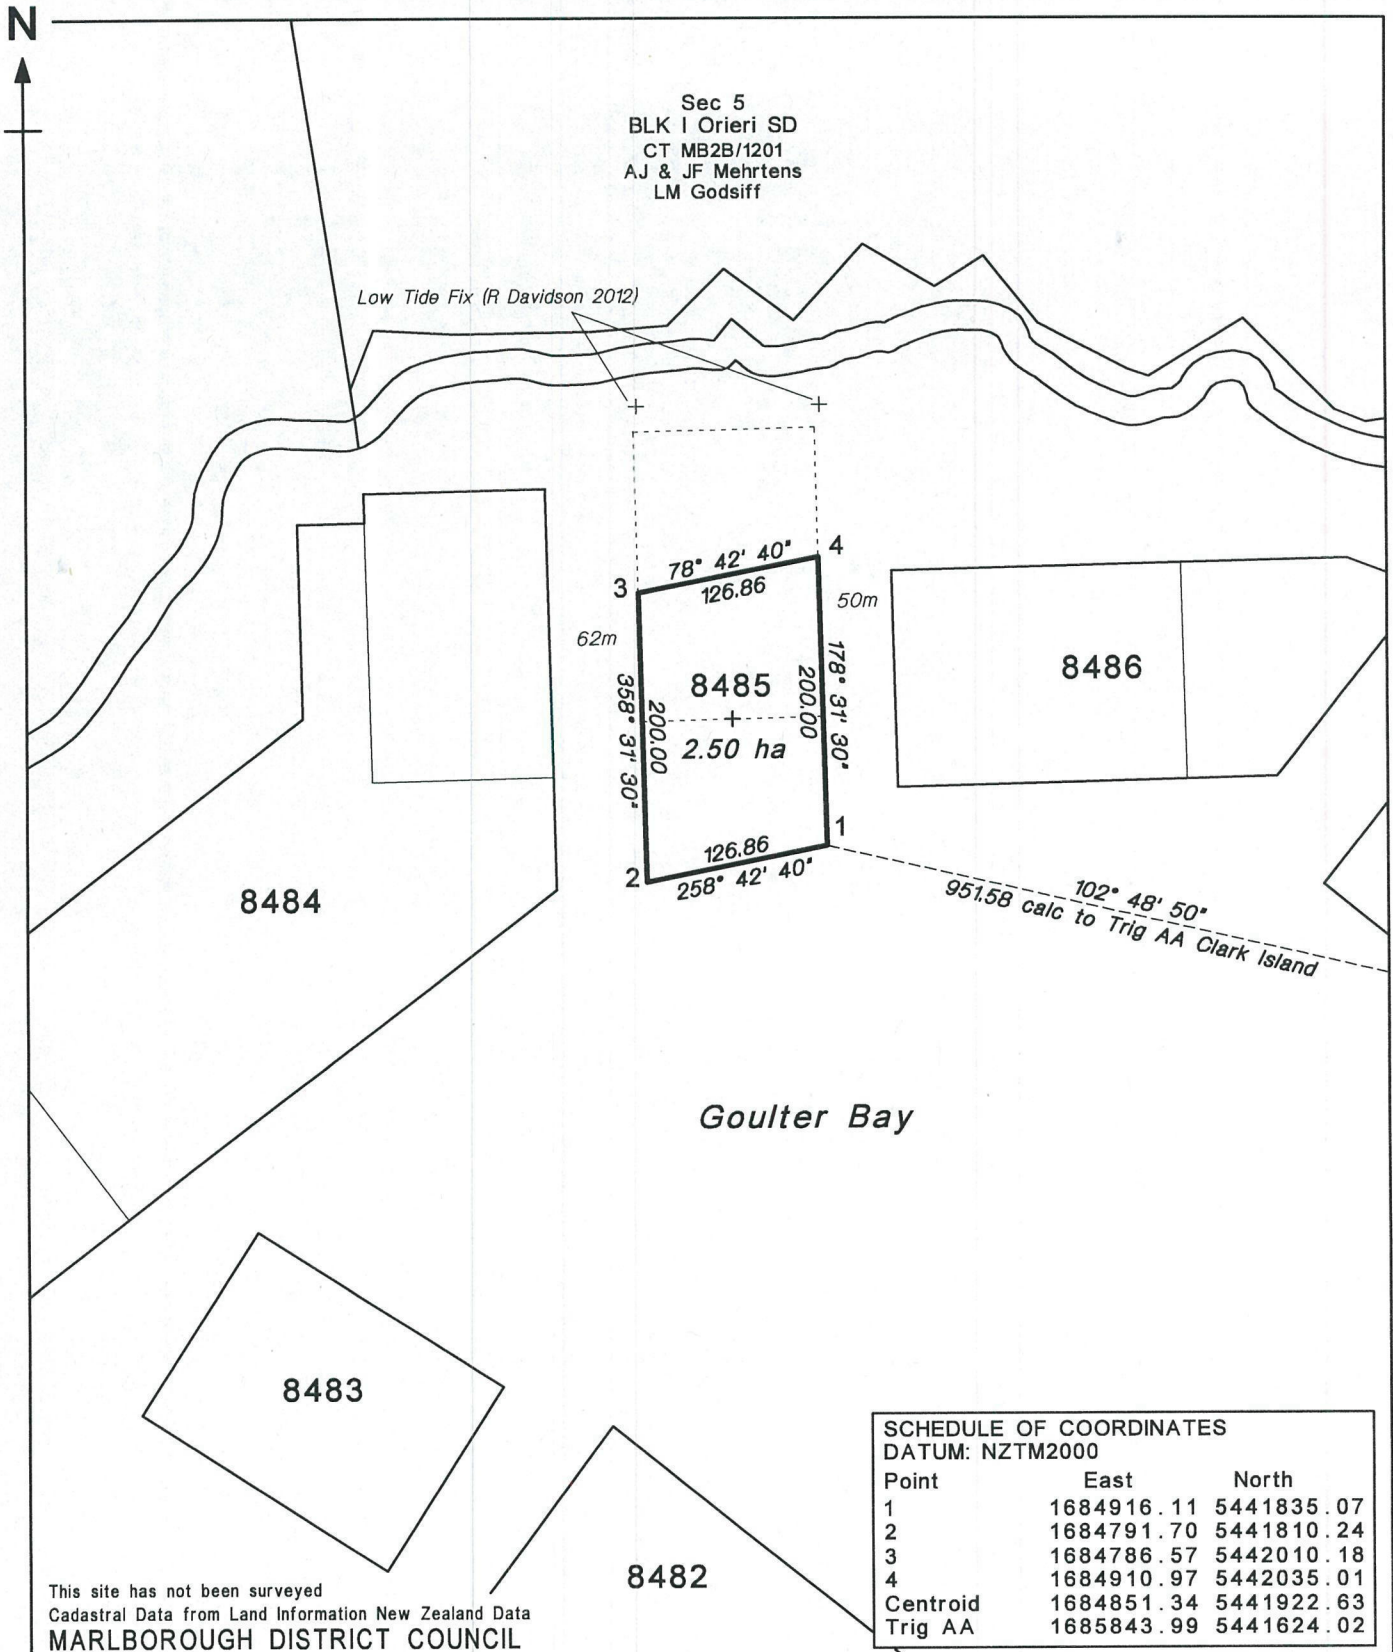 N
Sec 5
BLK I Orieri SD
CT MB2B/1201
AJ & JF Mehrtens
LM Godsiff
Low Tide Fix (R Davidson 2012)
78° 42' 40"
4
3
126.86
50m
62m
8486
8485
178° 31' 30"
200.00
358° 31' 30"
200.00
2.50 ha
1
126.86
2
258° 42' 40"
8484
102° 48' 50"
951.58 calc to Trig AA Clark Island
Goulter Bay
8483
8482
SCHEDULE OF COORDINATES
DATUM: NZTM2000
Point East North
1 1684916.11 5441835.07
2 1684791.70 5441810.24
3 1684786.57 5442010.18
4 1684910.97 5442035.01
Centroid 1684851.34 5441922.63
Trig AA 1685843.99 5441624.02
This site has not been surveyed
Cadastral Data from Land Information New Zealand Data
MARLBOROUGH DISTRICT COUNCIL